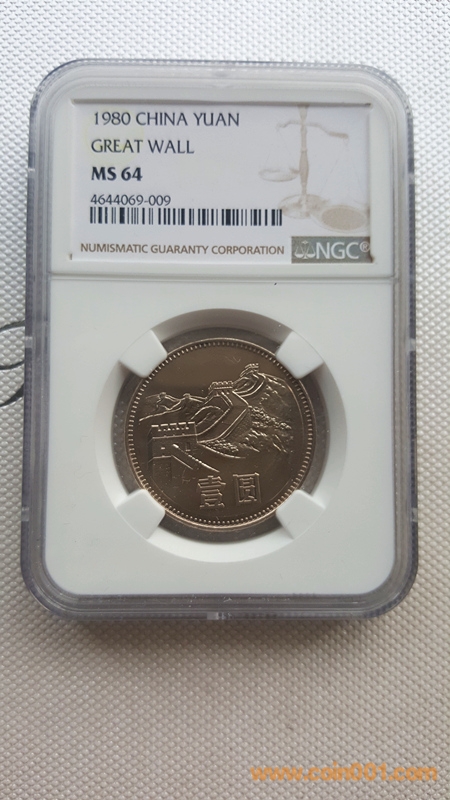 1980 CHINA YUAN
GREAT WALL
MS 64
4644069-009
NUMISMATIC GUARANTY CORPORATION NGC®
壹圆
www.coin001.com